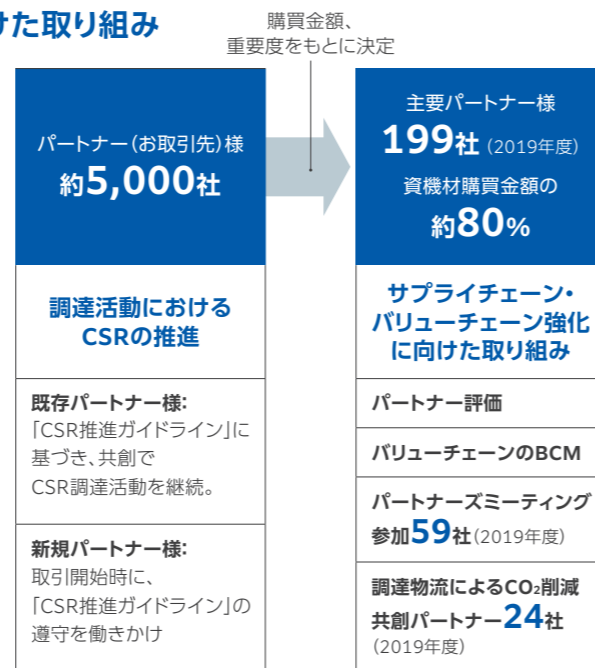 けた取り組み
購買金額、
重要度をもとに決定
パートナー(お取引先)様
約5,000社
調達活動における
CSRの推進
既存パートナー様:
「CSR推進ガイドライン」に
基づき、共創で
CSR調達活動を継続。
新規パートナー様:
取引開始時に、
「CSR推進ガイドライン」の
遵守を働きかけ
主要パートナー様
199社(2019年度)
資機材購買金額の
約80%
サプライチェーン・
バリューチェーン強化
に向けた取り組み
パートナー評価
バリューチェーンのBCM
パートナーズミーティング
参加59社(2019年度)
調達物流によるCO₂削減
共創パートナー24社
(2019年度)